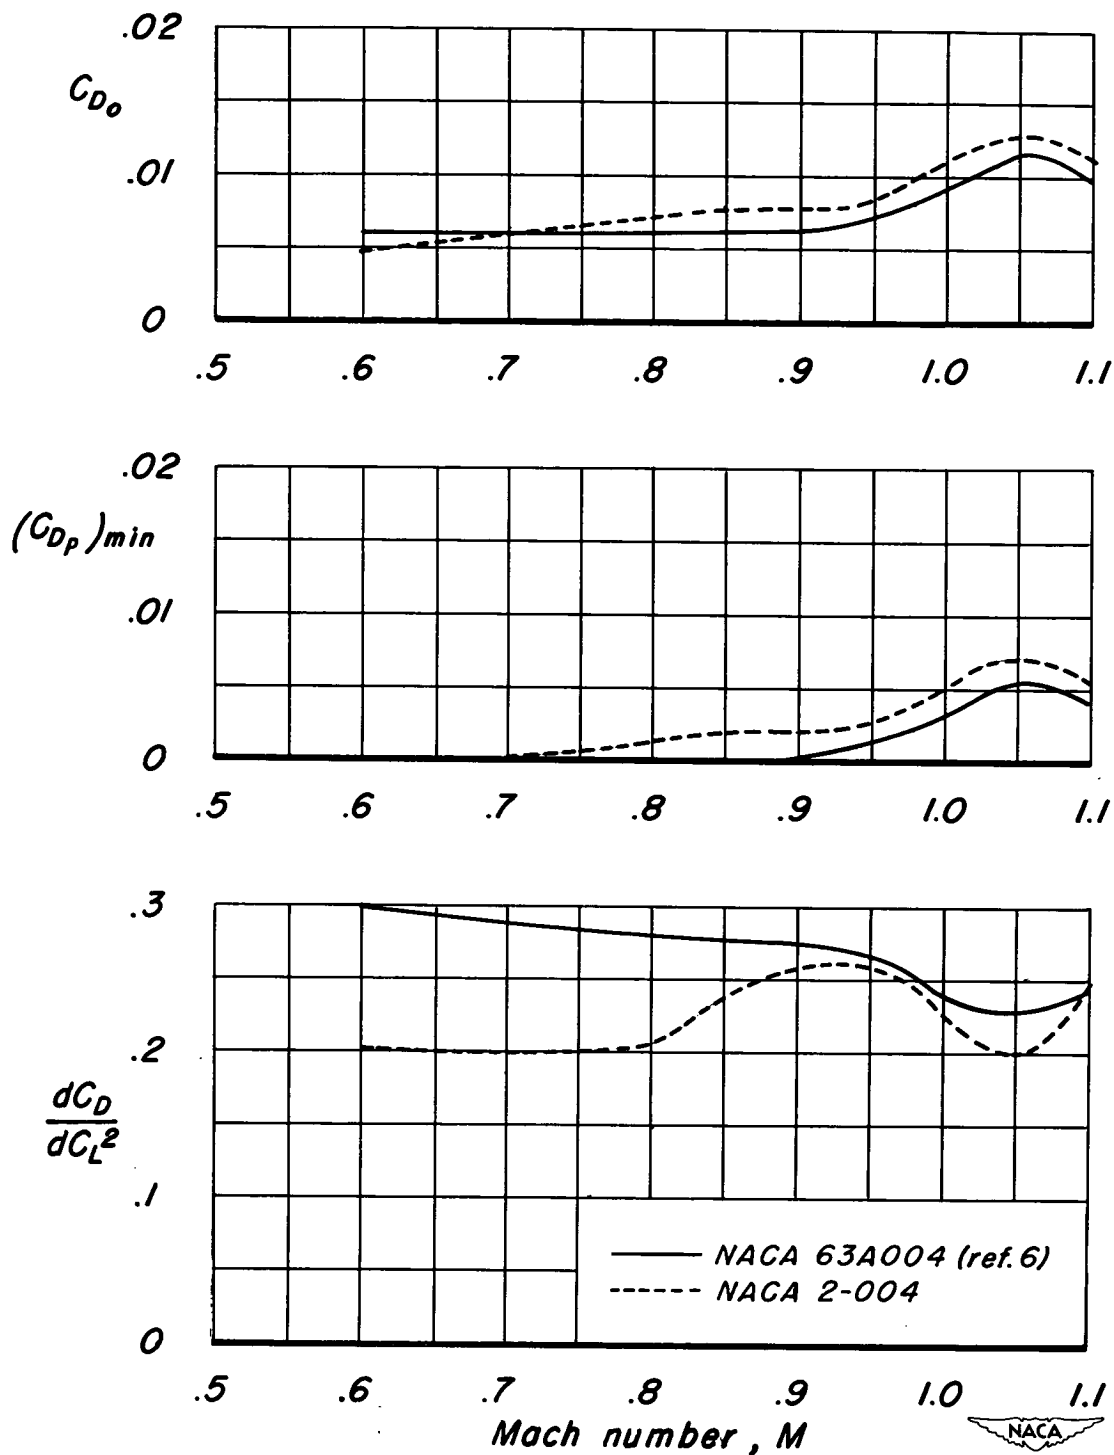 .02
C_{D_o}
.01
0
.5 .6 .7 .8 .9 1.0 1.1
.02
(C_{D_P})_{min}
.01
0
.5 .6 .7 .8 .9 1.0 1.1
.3
.2
dC_D
dC_L^2
.1
NACA 63A004 (ref. 6)
NACA 2-004
0
.5 .6 .7 .8 .9 1.0 1.1
Mach number, M
NACA